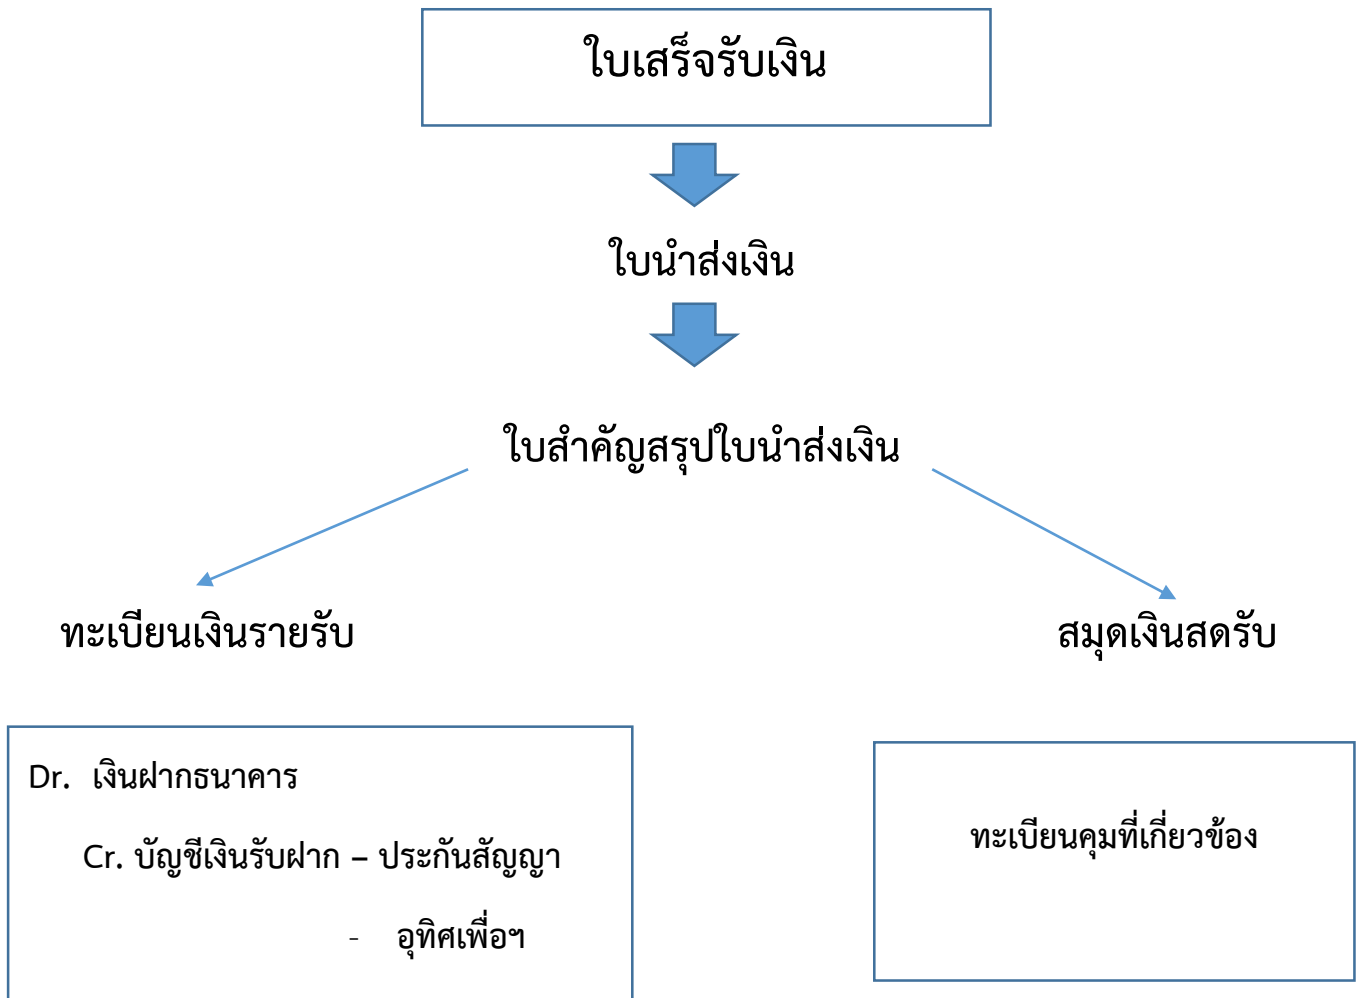 ใบเสร็จรับเงิน
ใบนำส่งเงิน
ใบสำคัญสรุปใบนำส่งเงิน
ทะเบียนเงินรายรับ
สมุดเงินสดรับ
Dr. เงินฝากธนาคาร
Cr. บัญชีเงินรับฝาก – ประกันสัญญา
- อุทิศเพื่อฯ
ทะเบียนคุมที่เกี่ยวข้อง